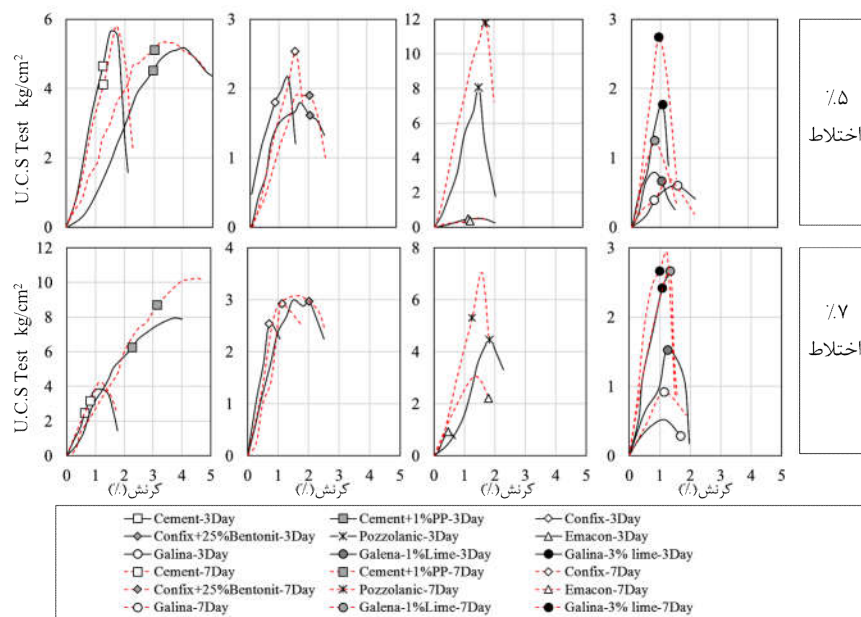 6
5
4
3
2
1
0
U.C.S Test kg/cm²
3
2
1
0
12
10
8
6
4
2
0
3
2
1
0
٪۵
اختلاط
12
10
8
6
4
2
0
U.C.S Test kg/cm²
0 1 2 3 4 5
کرنش(٪)
4
3
2
1
0
0 1 2 3 4 5
کرنش(٪)
8
6
4
2
0
0 1 2 3 4 5
کرنش(٪)
3
2
1
0
0 1 2 3 4 5
کرنش(٪)
٪۷
اختلاط
Cement-3Day Cement+1%PP-3Day Confix-3Day
Confix+25%Bentonit-3Day Pozzolanic-3Day Emacon-3Day
Galina-3Day Galena-1%Lime-3Day Galina-3% lime-3Day
Cement-7Day Cement+1%PP-7Day Confix-7Day
Confix+25%Bentonit-7Day Pozzolanic-7Day Emacon-7Day
Galina-7Day Galena-1%Lime-7Day Galina-3% lime-7Day